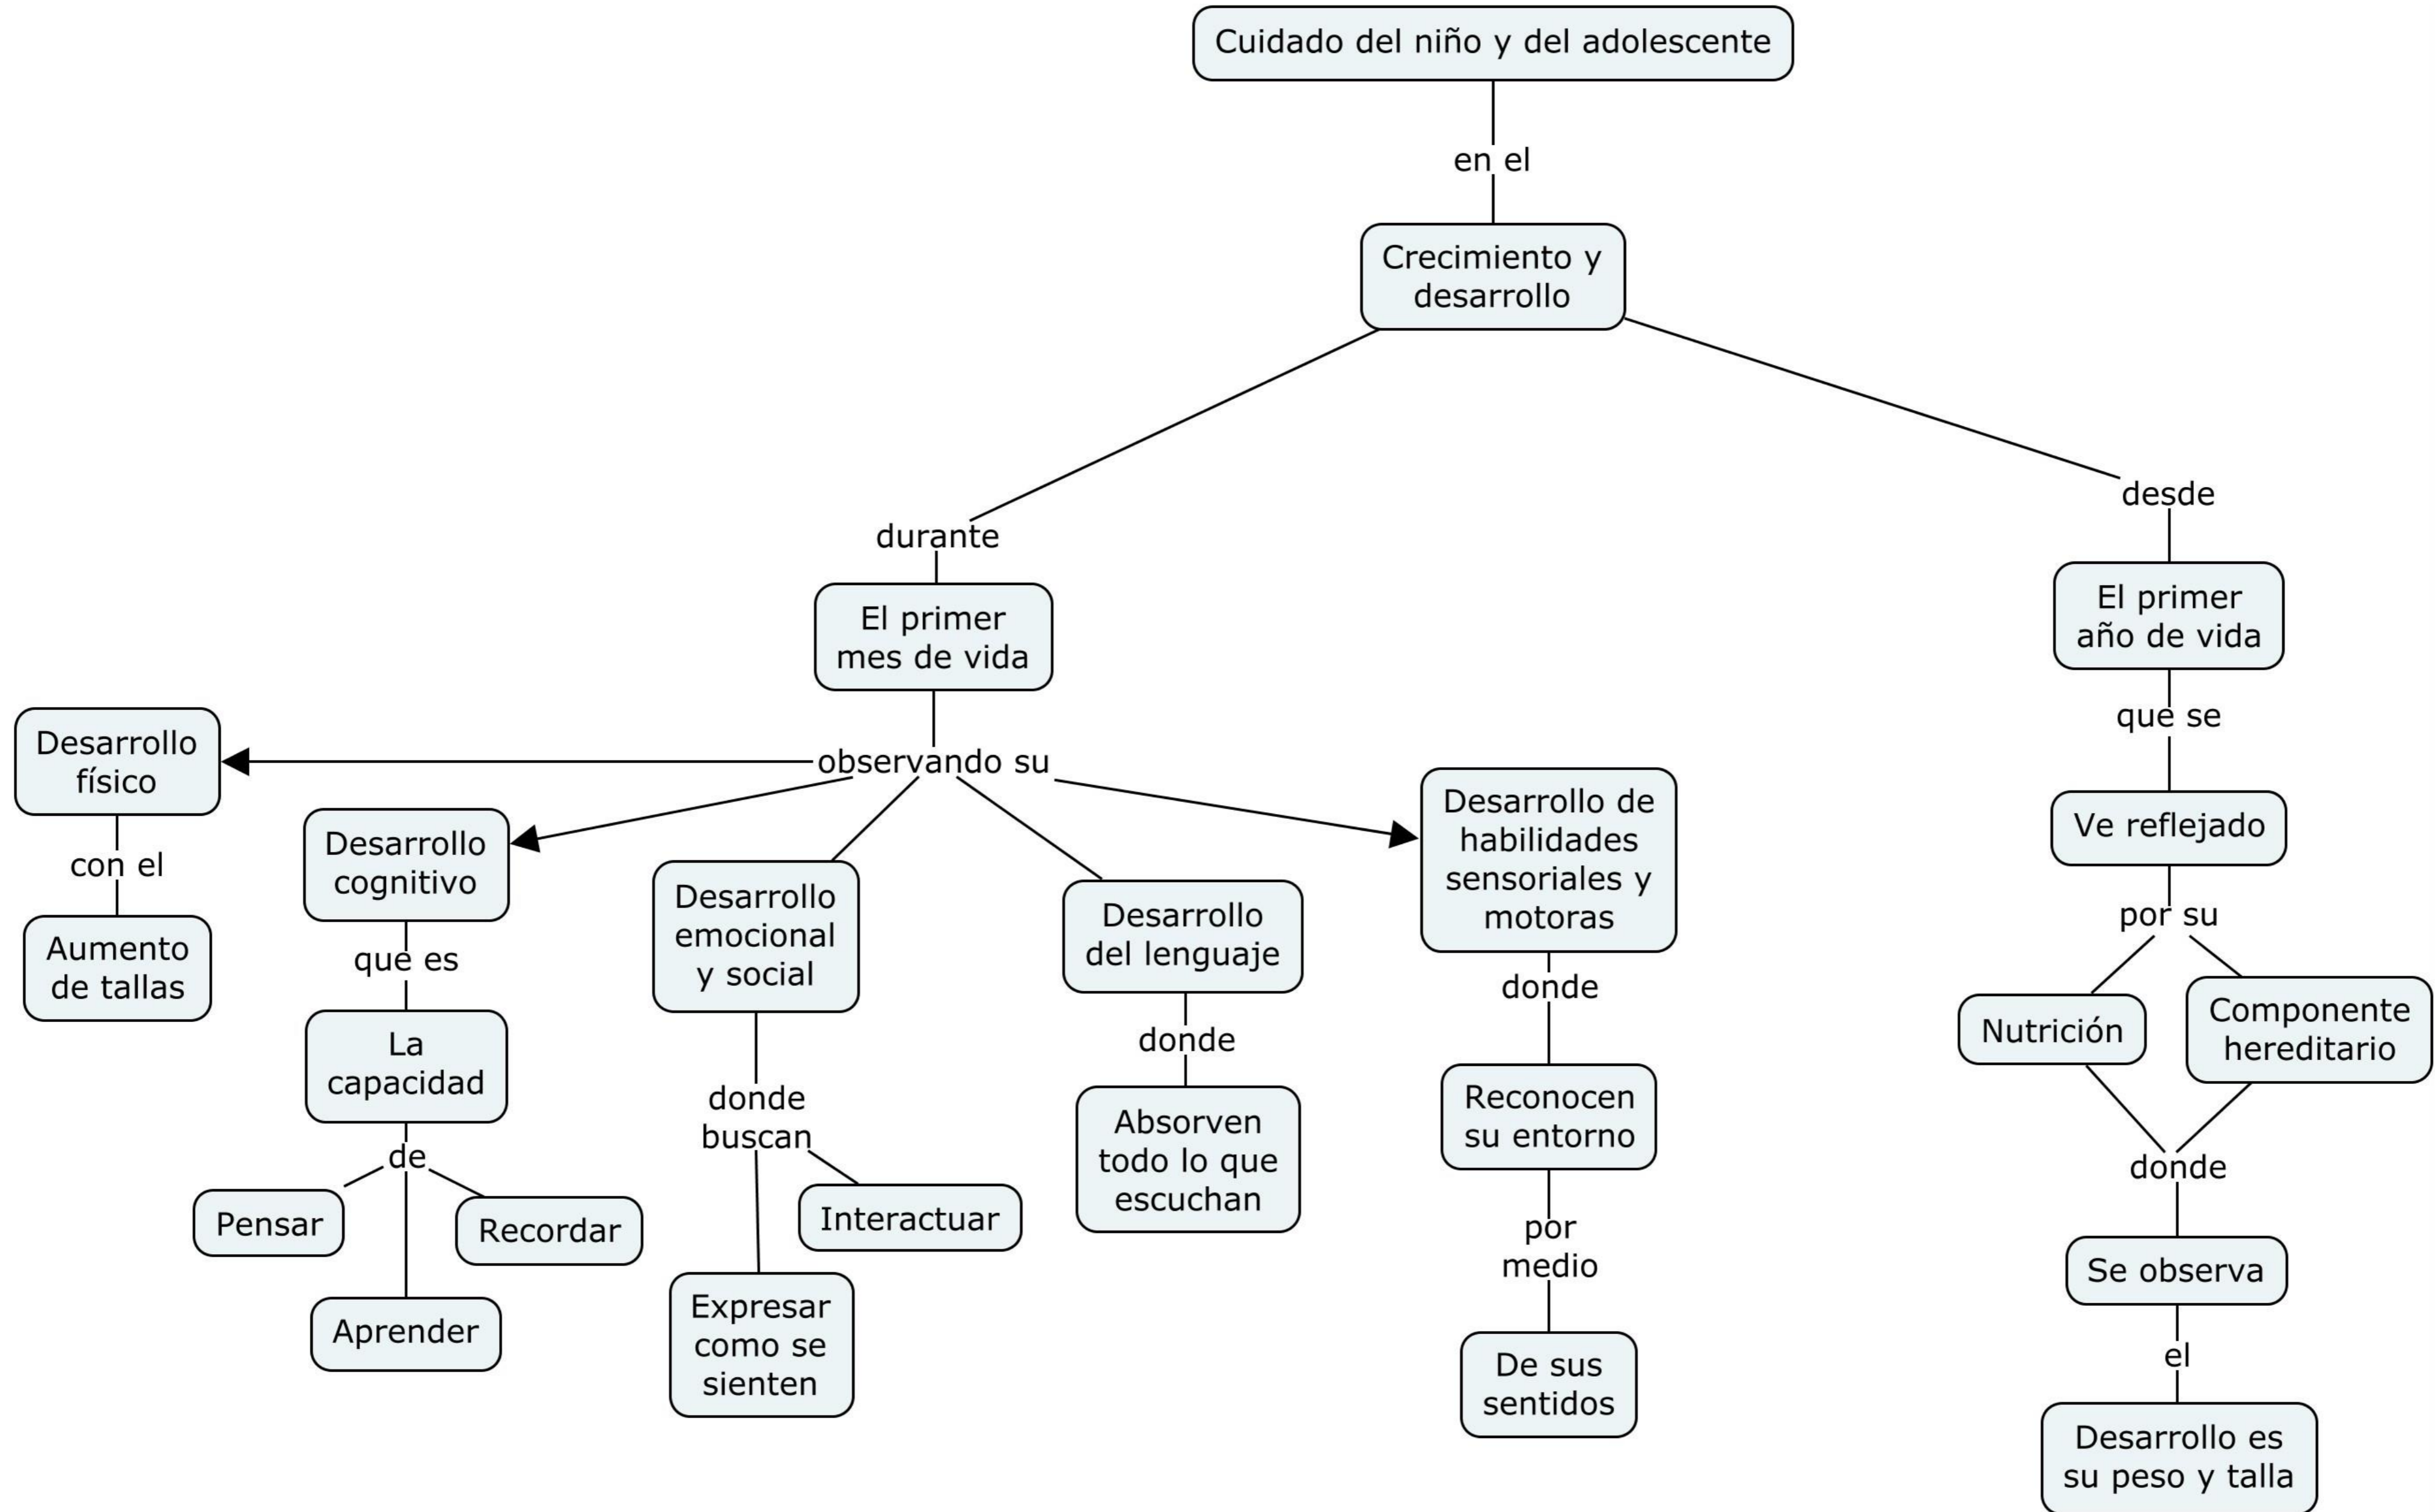 Cuidado del niño y del adolescente
en el
Crecimiento y
desarrollo
durante
El primer
mes de vida
observando su
Desarrollo
físico
con el
Aumento
de tallas
Desarrollo
cognitivo
que es
La
capacidad
de
Pensar
Aprender
Recordar
Desarrollo
emocional
y social
donde
buscan
Expresar
como se
sienten
Interactuar
Desarrollo
del lenguaje
donde
Absorven
todo lo que
escuchan
Desarrollo de
habilidades
sensoriales y
motoras
donde
Reconocen
su entorno
por
medio
De sus
sentidos
desde
El primer
año de vida
que se
Ve reflejado
por su
Nutrición
Componente
hereditario
donde
Se observa
el
Desarrollo es
su peso y talla